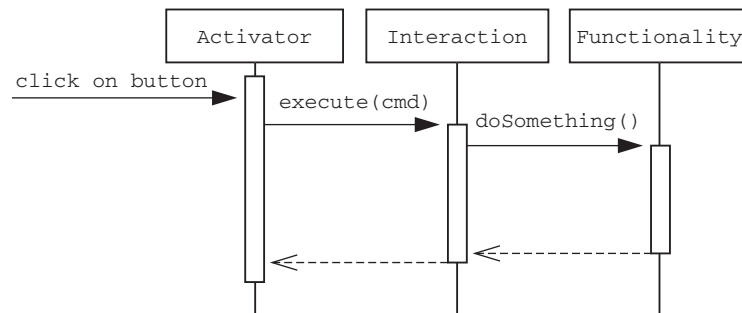 Activator
Interaction
Functionality
click on button
execute(cmd)
doSomething()